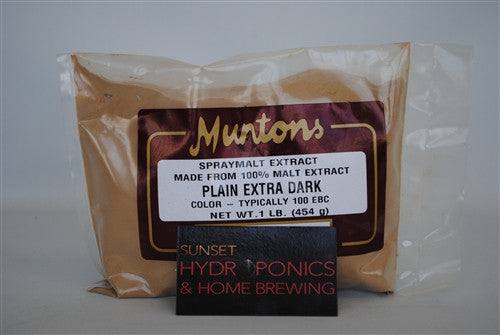 Muntons
SPRAYMALT EXTRACT
MADE FROM 100% MALT EXTRACT
PLAIN EXTRA DARK
COLOR – TYPICALLY 100 EBC
NET WT. 1 LB. (454 g)
SUNSET
HYDROPONICS
& HOME BREWING